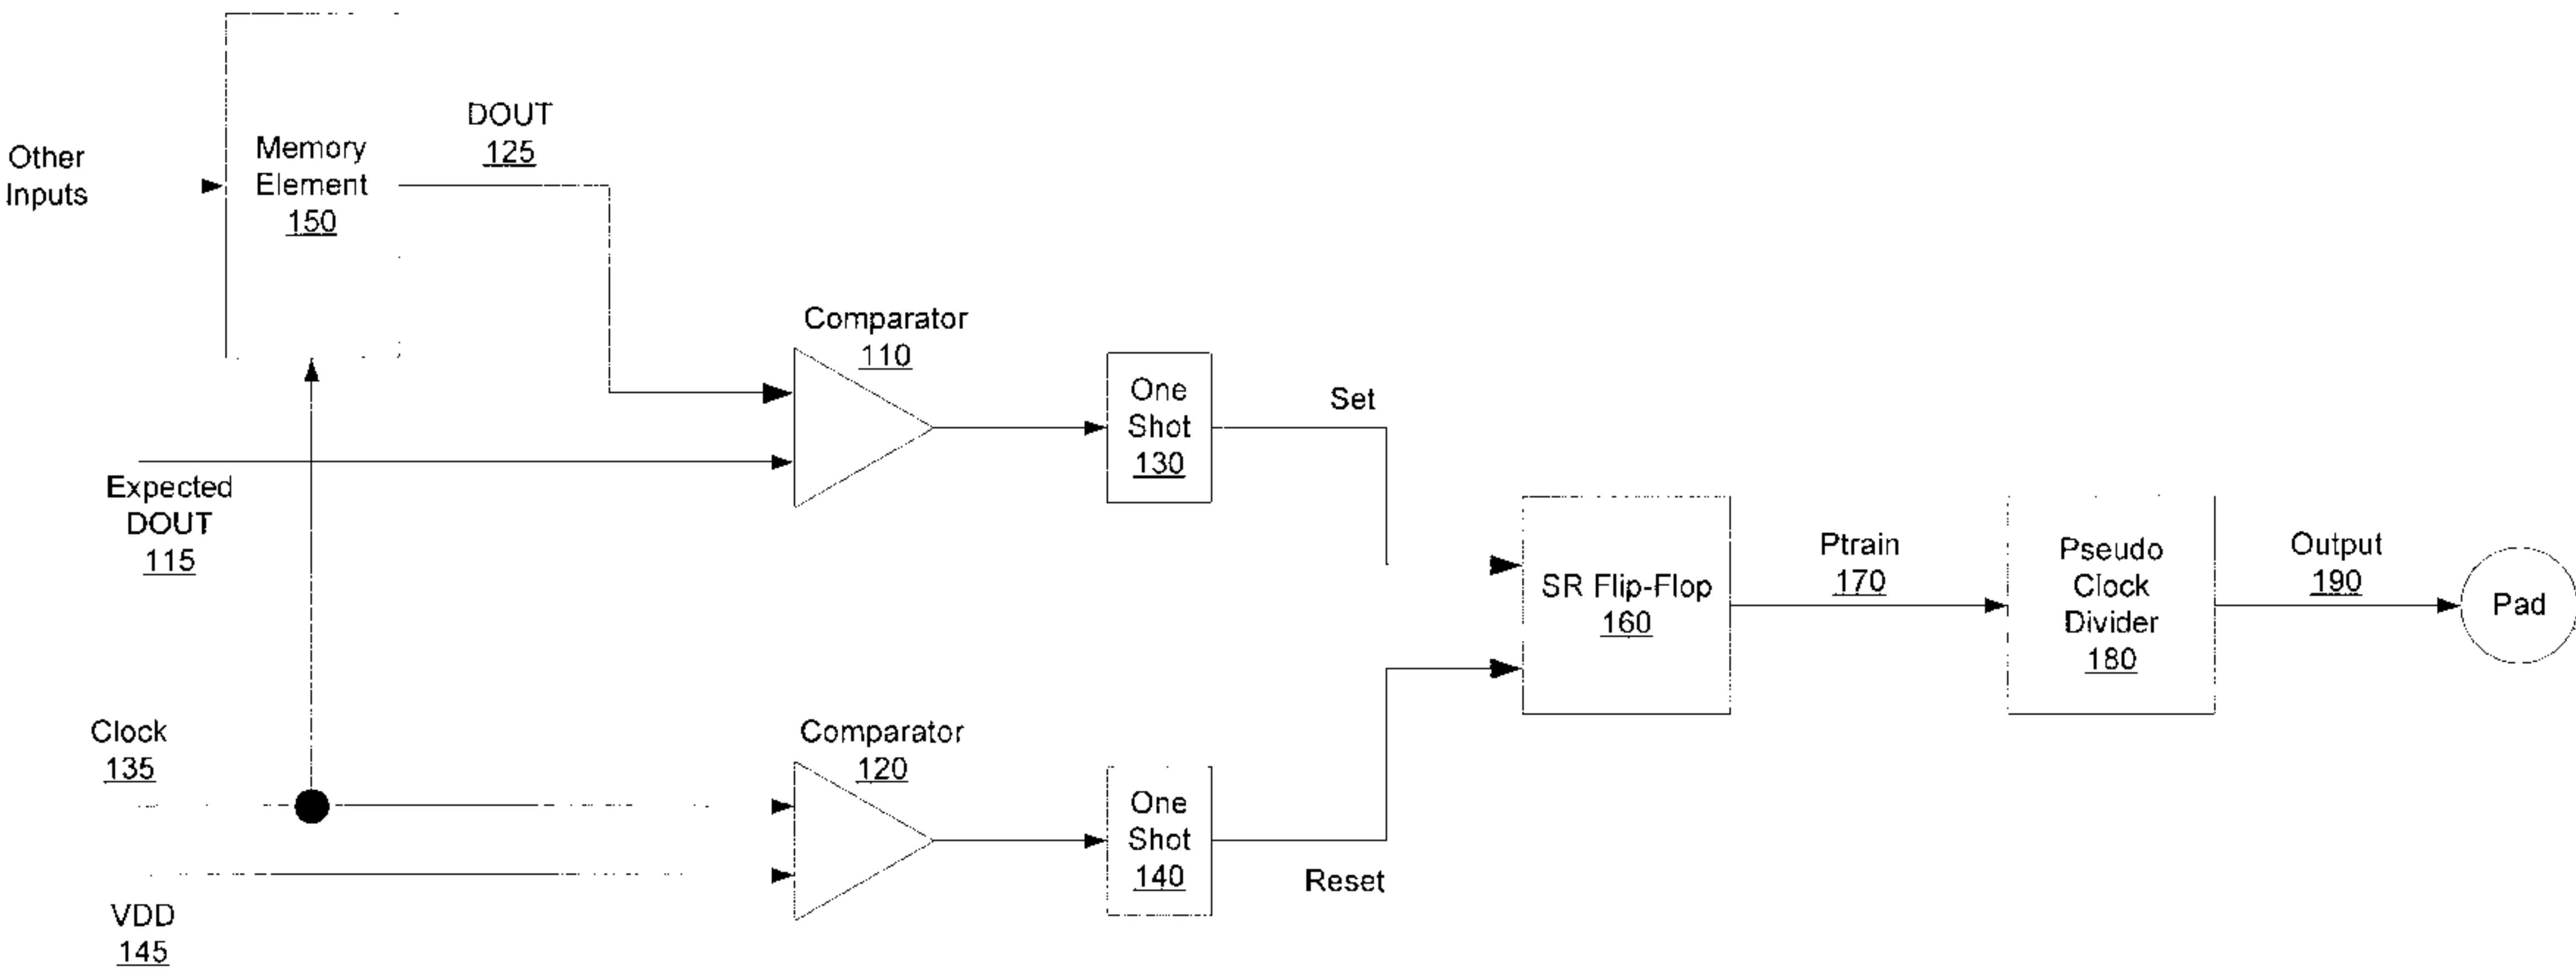 Other
Inputs
Memory
Element
150
DOUT
125
Expected
DOUT
115
Comparator
110
One
Shot
130
Set
Clock
135
VDD
145
Comparator
120
One
Shot
140
Reset
SR Flip-Flop
160
Ptrain
170
Pseudo
Clock
Divider
180
Output
190
Pad